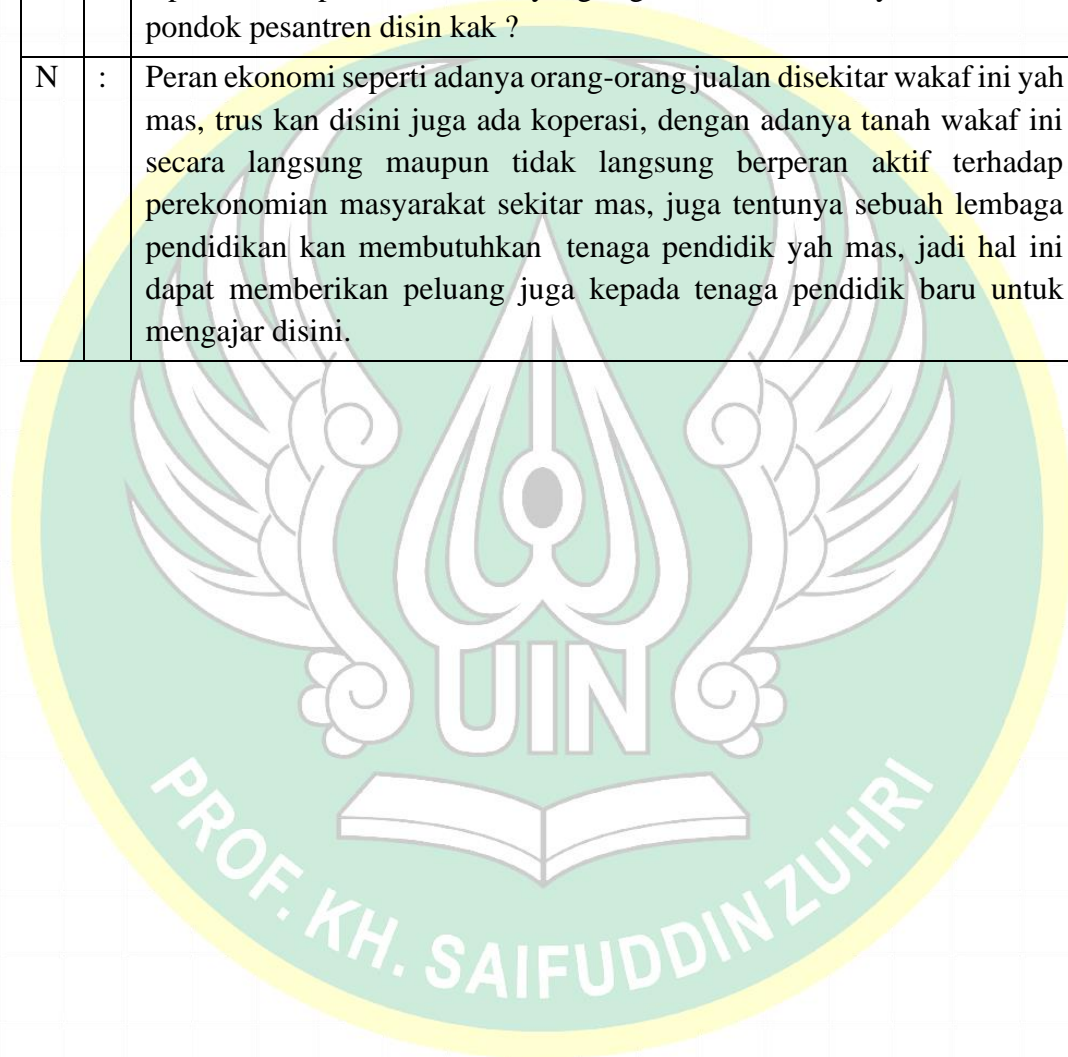 pondok pesantren disin kak ?
N : Peran ekonomi seperti adanya orang-orang jualan disekitar wakaf ini yah
mas, trus kan disini juga ada koperasi, dengan adanya tanah wakaf ini
secara langsung maupun tidak langsung berperan aktif terhadap
perekonomian masyarakat sekitar mas, juga tentunya sebuah lembaga
pendidikan kan membutuhkan tenaga pendidik yah mas, jadi hal ini
dapat memberikan peluang juga kepada tenaga pendidik baru untuk
mengajar disini.
UIN
PROF. KH. SAIFUDDIN ZUHRI